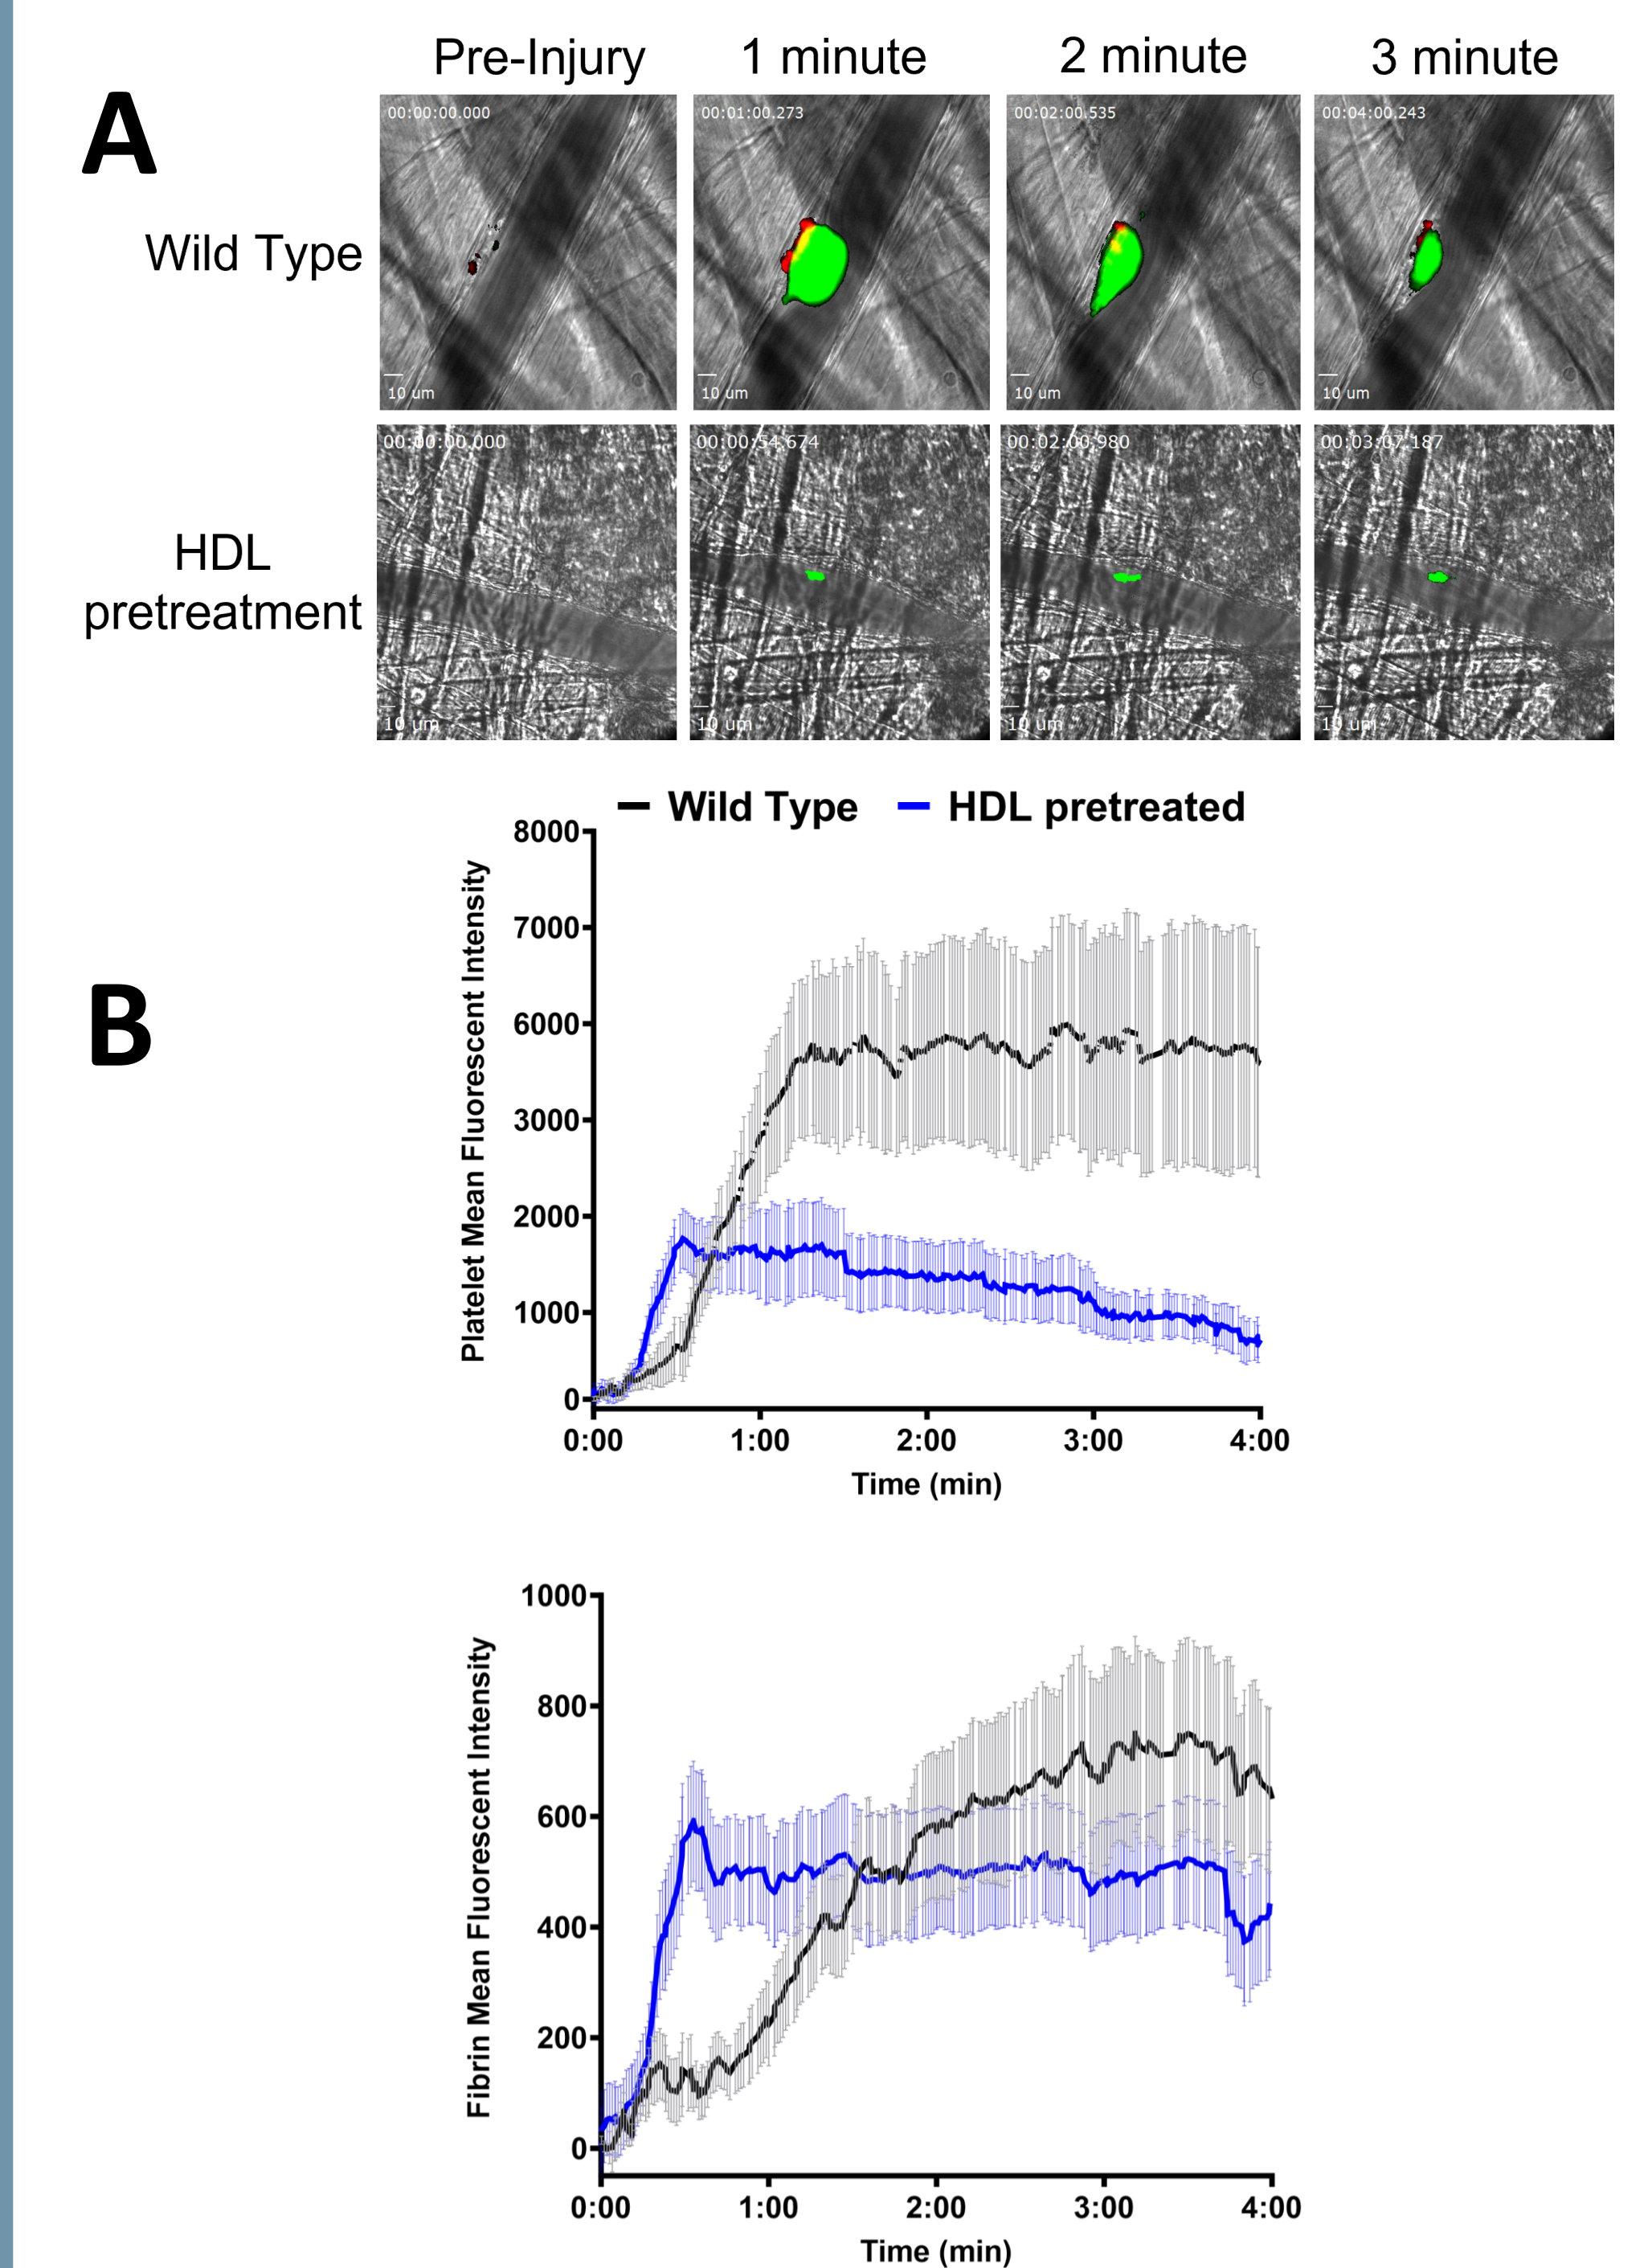 Pre-Injury 1 minute 2 minute 3 minute
A
00:00:00.000 00:01:00.273 00:02:00.535 00:04:00.243
Wild Type
10 um 10 um 10 um 10 um
00:00:00.000 00:00:54.674 00:02:00.980 00:03:07.187
HDL
pretreatment
10 um 10 um 10 um 10 um
B
Wild Type HDL pretreated
Platelet Mean Fluorescent Intensity
8000
7000
6000
3000
2000
1000
0
0:00 1:00 2:00 3:00 4:00
Time (min)
Fibrin Mean Fluorescent Intensity
1000
800
600
400
200
0
0:00 1:00 2:00 3:00 4:00
Time (min)